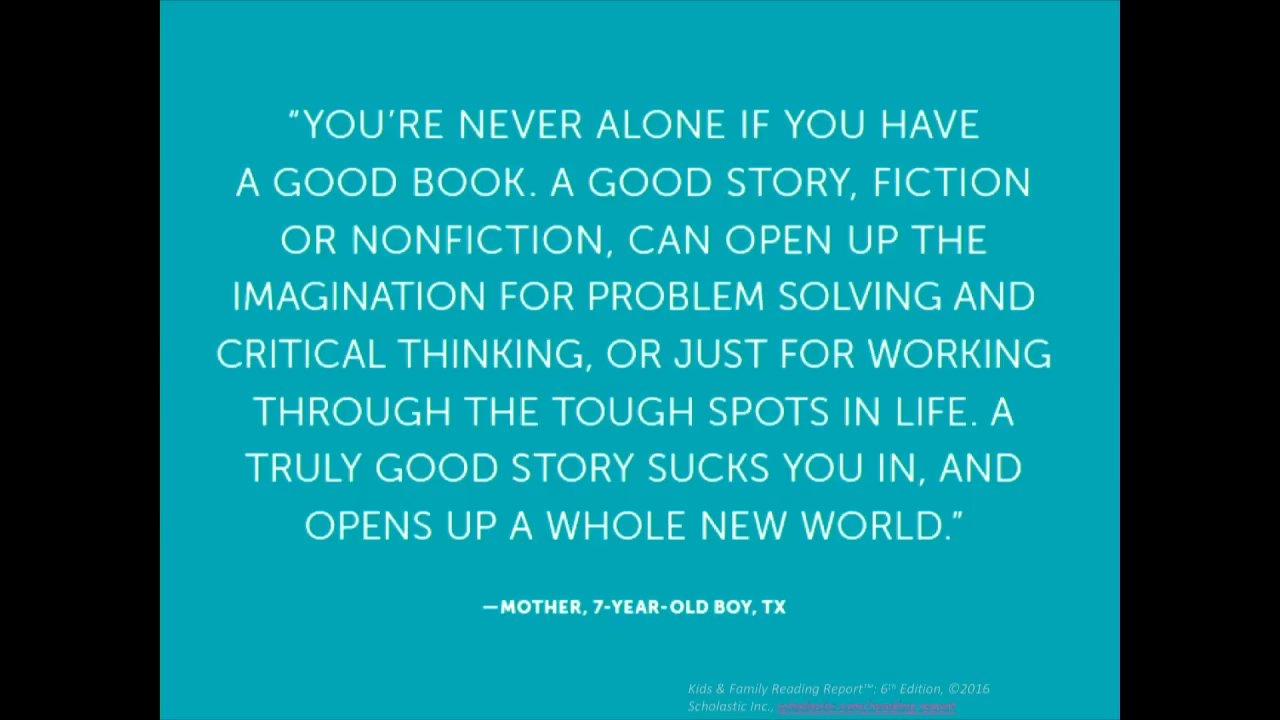 “YOU’RE NEVER ALONE IF YOU HAVE
A GOOD BOOK. A GOOD STORY, FICTION
OR NONFICTION, CAN OPEN UP THE
IMAGINATION FOR PROBLEM SOLVING AND
CRITICAL THINKING, OR JUST FOR WORKING
THROUGH THE TOUGH SPOTS IN LIFE. A
TRULY GOOD STORY SUCKS YOU IN, AND
OPENS UP A WHOLE NEW WORLD.”
—MOTHER, 7-YEAR-OLD BOY, TX
Kids & Family Reading Report™: 6th Edition, ©2016
Scholastic Inc.,